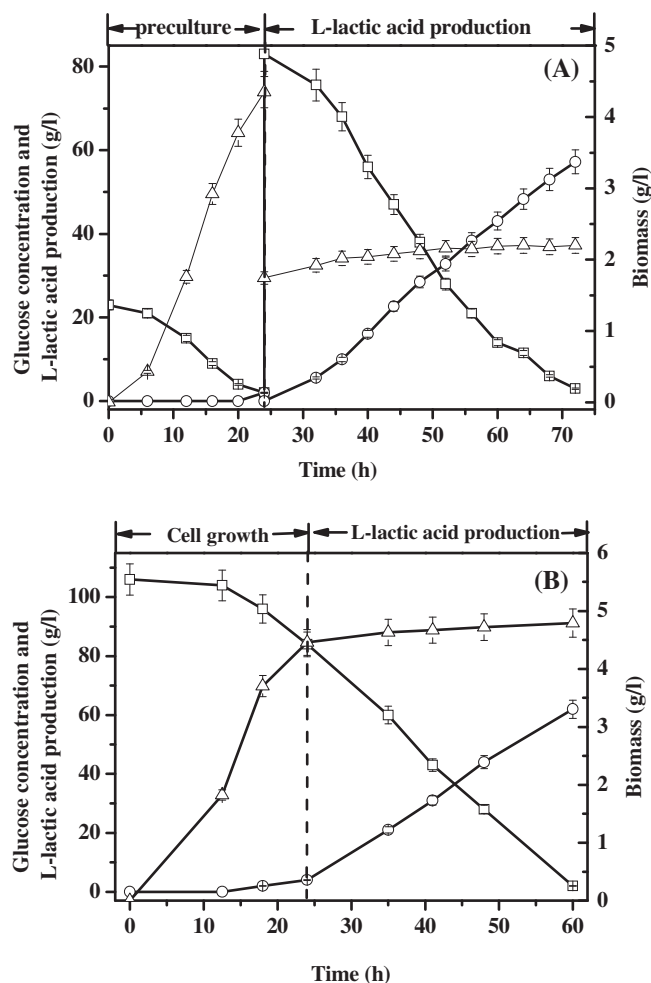 preculture L-lactic acid production
(A)
Glucose concentration and
L-lactic acid production (g/l)
80
60
40
20
0
5
4
3
2
1
0
Biomass (g/l)
0 10 20 30 40 50 60 70
Time (h)
Cell growth L-lactic acid production
(B)
Glucose concentration and
L-lactic acid production (g/l)
100
80
60
40
20
0
6
5
4
3
2
1
0
Biomass (g/l)
0 10 20 30 40 50 60
Time (h)